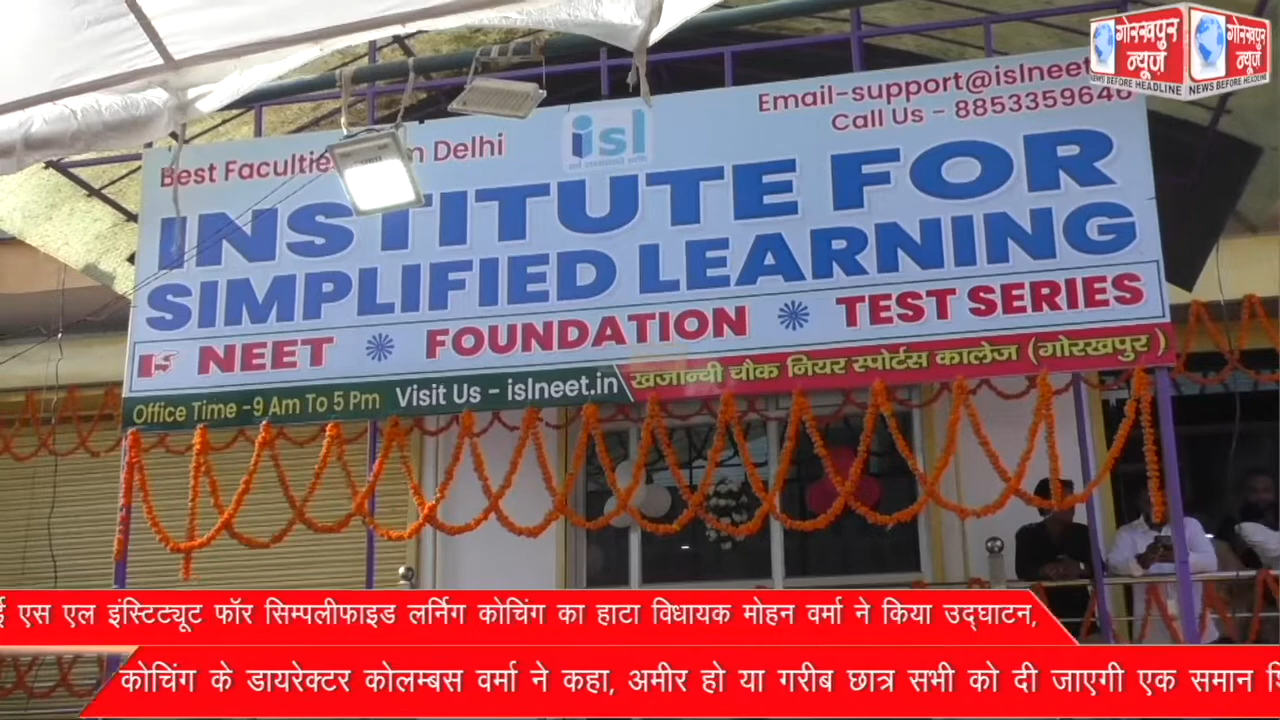 गोरखपुर न्यूज़
NEWS BEFORE HEADLINE
गोरखपुर न्यूज़
NEWS BEFORE HEADLINE
Email-support@islneet
Call Us - 8853359646
Best Faculties Delhi
isl
INSTITUTE FOR
SIMPLIFIED LEARNING
NEET FOUNDATION TEST SERIES
Office Time -9 Am To 5 Pm Visit Us - islneet.in खजान्ची चौक नियर स्पोर्टस कालेज (गोरखपुर )
ई एस एल इंस्टिट्यूट फॉर सिम्पलीफाइड लर्निग कोचिंग का हाटा विधायक मोहन वर्मा ने किया उद्घाटन,
कोचिंग के डायरेक्टर कोलम्बस वर्मा ने कहा, अमीर हो या गरीब छात्र सभी को दी जाएगी एक समान